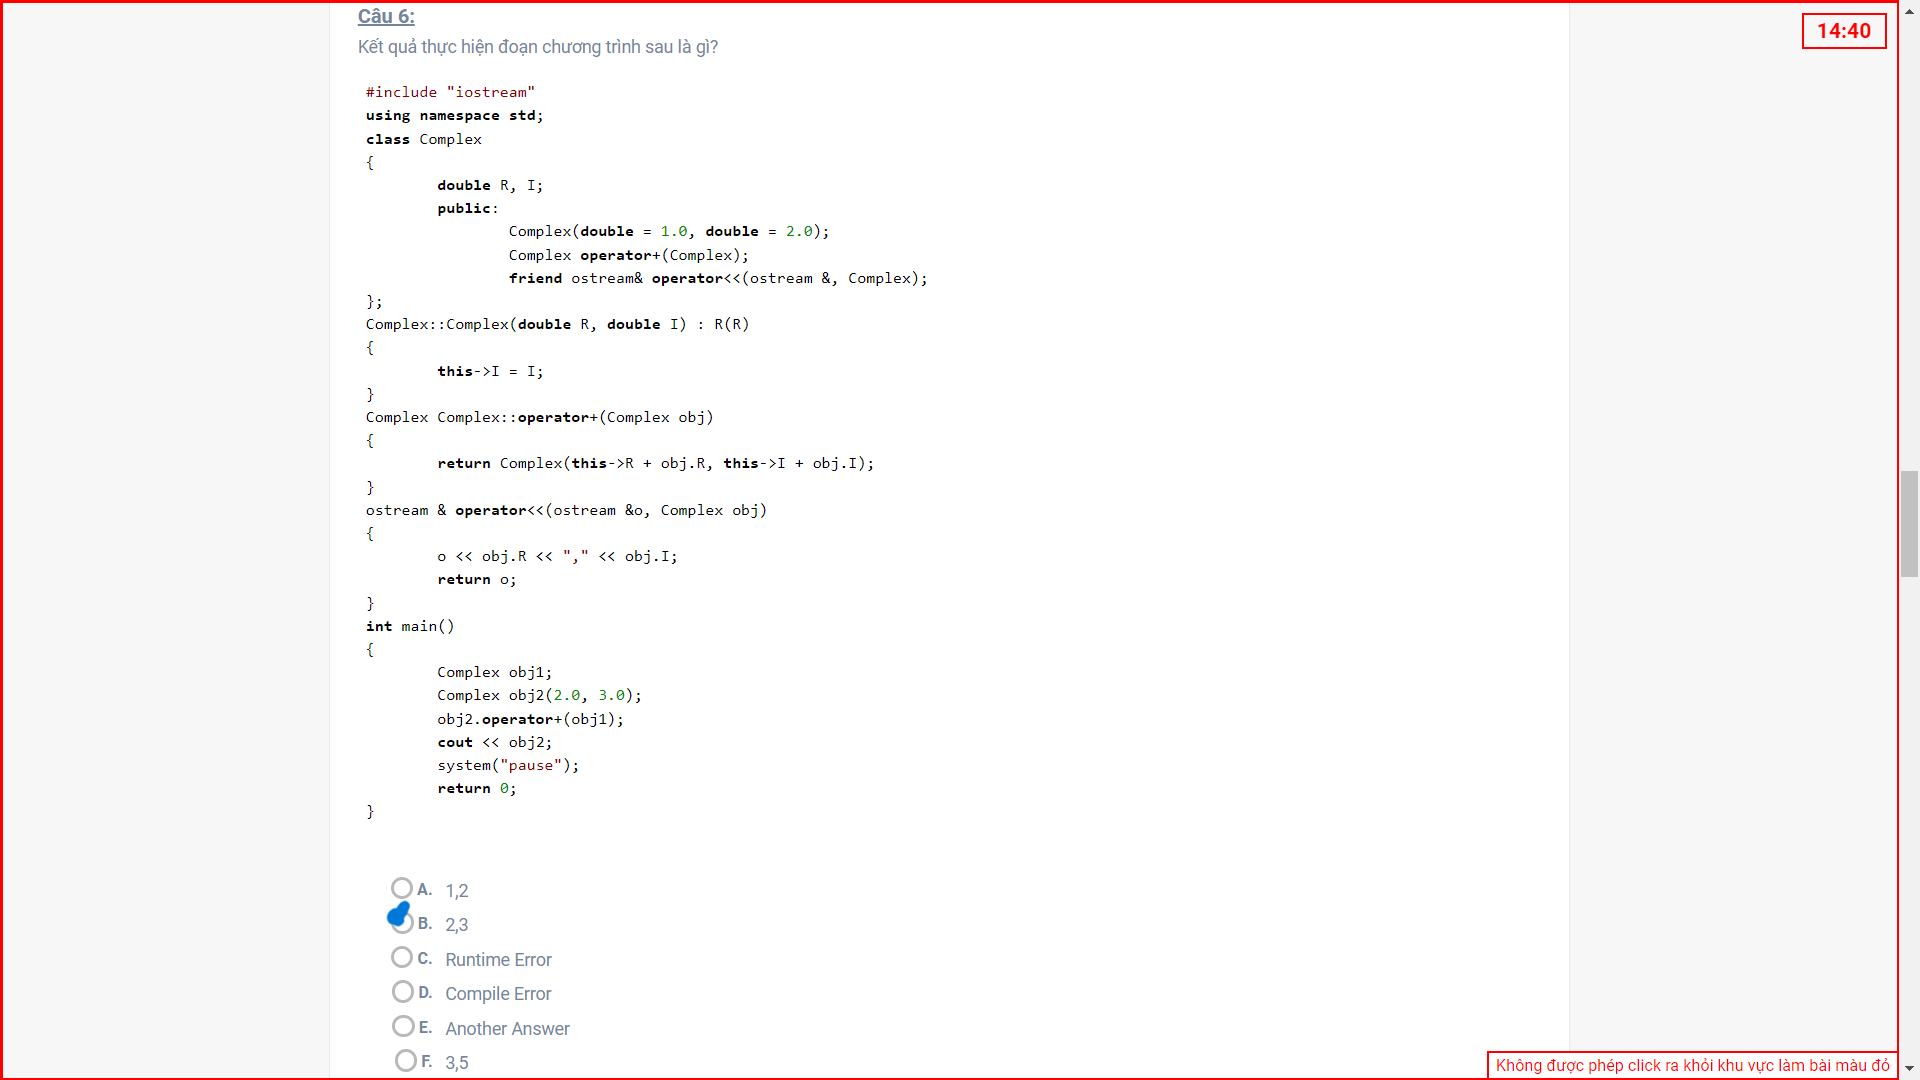 Câu 6:
14:40
Kết quả thực hiện đoạn chương trình sau là gì?
#include "iostream"
using namespace std;
class Complex
{
double R, I;
public:
Complex(double = 1.0, double = 2.0);
Complex operator+(Complex);
friend ostream& operator<<(ostream &, Complex);
};
Complex::Complex(double R, double I) : R(R)
{
this->I = I;
}
Complex Complex::operator+(Complex obj)
{
return Complex(this->R + obj.R, this->I + obj.I);
}
ostream & operator<<(ostream &o, Complex obj)
{
o << obj.R << "," << obj.I;
return o;
}
int main()
{
Complex obj1;
Complex obj2(2.0, 3.0);
obj2.operator+(obj1);
cout << obj2;
system("pause");
return 0;
}
A. 1,2
B. 2,3
C. Runtime Error
D. Compile Error
E. Another Answer
F. 3,5
Không được phép click ra khỏi khu vực làm bài màu đỏ